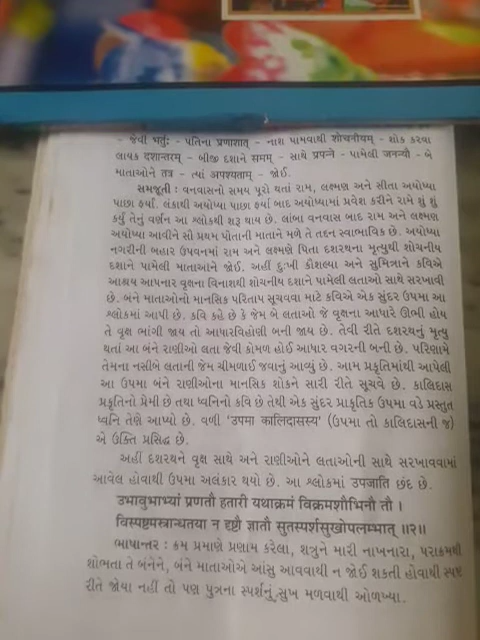 - જેવી ભર્તુઃ - પતિના પ્રણાશાત્ - નાશ પામવાથી શોચનીયમ્ - શોક કરવા
લાયક દશાન્તરમ્ - બીજી દશાને સમમ્ - સાથે પ્રપન્ને - પામેલી જનન્યૌ - બે
માતાઓને તત્ર - ત્યાં અપશ્યતામ્ - જોઈ.
સમજૂતી : વનવાસનો સમય પૂરો થતાં રામ, લક્ષ્મણ અને સીતા અયોધ્યા
પાછા ફર્યાં. લંકાથી અયોધ્યા પાછા ફર્યા બાદ અયોધ્યામાં પ્રવેશ કરીને રામે શું શું
કર્યું તેનું વર્ણન આ શ્લોકથી શરૂ થાય છે. લાંબા વનવાસ બાદ રામ અને લક્ષ્મણ
અયોધ્યા આવીને સૌ પ્રથમ પોતાની માતાને મળે તે તદન સ્વાભાવિક છે. અયોધ્યા
નગરીની બહાર ઉપવનમાં રામ અને લક્ષ્મણે પિતા દશરથના મૃત્યુથી શોચનીય
દશાને પામેલી માતાઓને જોઈ. અહીં દુઃખી કૌશલ્યા અને સુમિત્રાને કવિએ
આશ્રય આપનાર વૃક્ષના વિનાશથી શોચનીય દશાને પામેલી લતાઓ સાથે સરખાવી
છે. બંને માતાઓનો માનસિક પરિતાપ સૂચવવા માટે કવિએ એક સુંદર ઉપમા આ
શ્લોકમાં આપી છે. કવિ કહે છે કે જેમ બે લતાઓ જે વૃક્ષના આધારે ઊભી હોય
તે વૃક્ષ ભાંગી જાય તો આધારવિહોણી બની જાય છે. તેવી રીતે દશરથનું મૃત્યુ
થતાં આ બંને રાણીઓ લતા જેવી કોમળ હોઈ આધાર વગરની બની છે. પરિણામે
તેમના નસીબે લતાની જેમ ચીમળાઈ જવાનું આવ્યું છે. આમ પ્રકૃતિમાંથી આપેલી
આ ઉપમા બંને રાણીઓના માનસિક શોકને સારી રીતે સૂચવે છે. કાલિદાસ
પ્રકૃતિનો પ્રેમી છે તથા ધ્વનિનો કવિ છે તેથી એક સુંદર પ્રાકૃતિક ઉપમા વડે પ્રસ્તુત
ધ્વનિ તેણે આપ્યો છે. વળી 'ઉપમા કાલિદાસસ્ય' (ઉપમા તો કાલિદાસની જ)
એ ઉક્તિ પ્રસિદ્ધ છે.
અહીં દશરથને વૃક્ષ સાથે અને રાણીઓને લતાઓની સાથે સરખાવવામાં
આવેલ હોવાથી ઉપમા અલંકાર થયો છે. આ શ્લોકમાં ઉપજાતિ છંદ છે.
उभावुभाभ्यां प्रणतौ हतारी यथाक्रमं विक्रमशोभिनौ तौ ।
विस्पष्टमस्रान्धतया न दृष्टौ ज्ञातौ सुतस्पर्शसुखोपलम्भात् ॥२॥
ભાષાન્તર : ક્રમ પ્રમાણે પ્રણામ કરેલા, શત્રુને મારી નાખનારા, પરાક્રમથી
શોભતા તે બંનેને, બંને માતાઓએ આંસુ આવવાથી ન જોઈ શકતી હોવાથી સ્પષ્ટ
રીતે જોયા નહીં તો પણ પુત્રના સ્પર્શનું સુખ મળવાથી ઓળખ્યા.